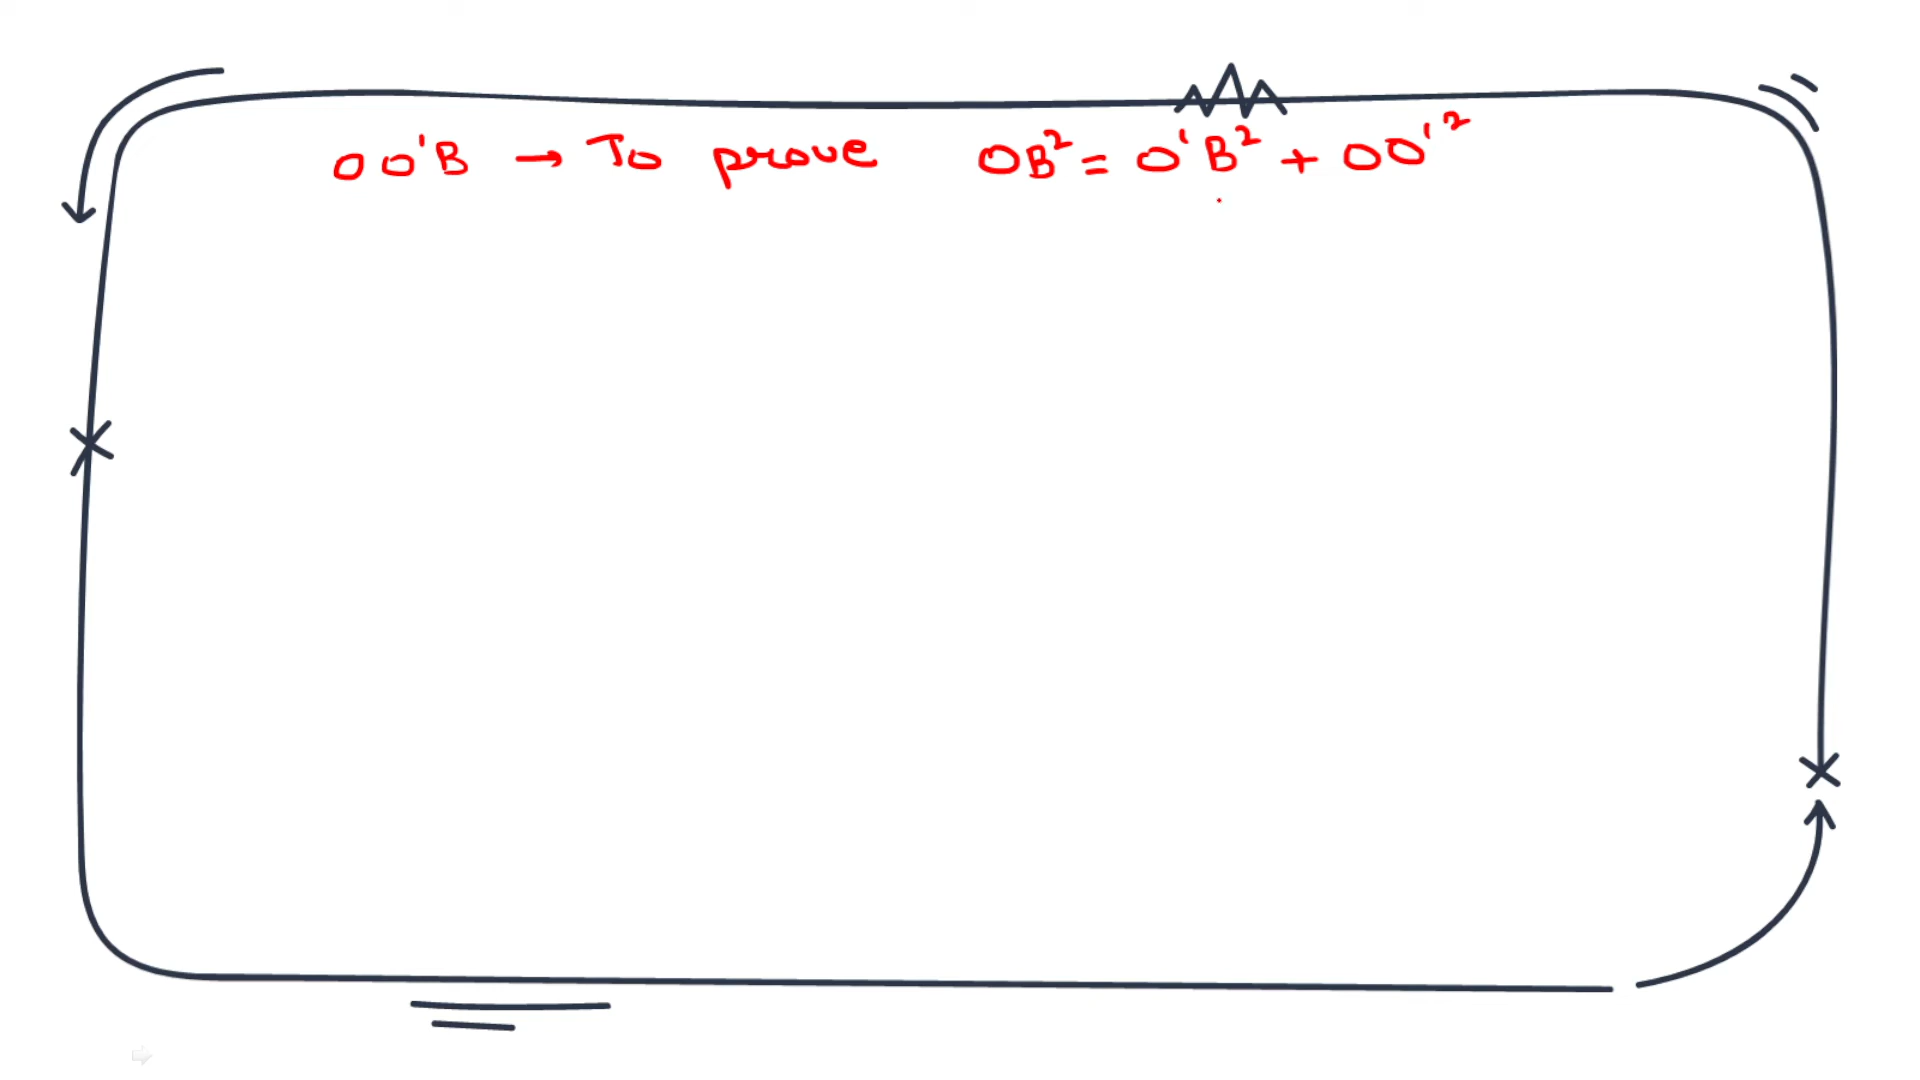 OO'B → To prove OB² = O'B² + OO'²